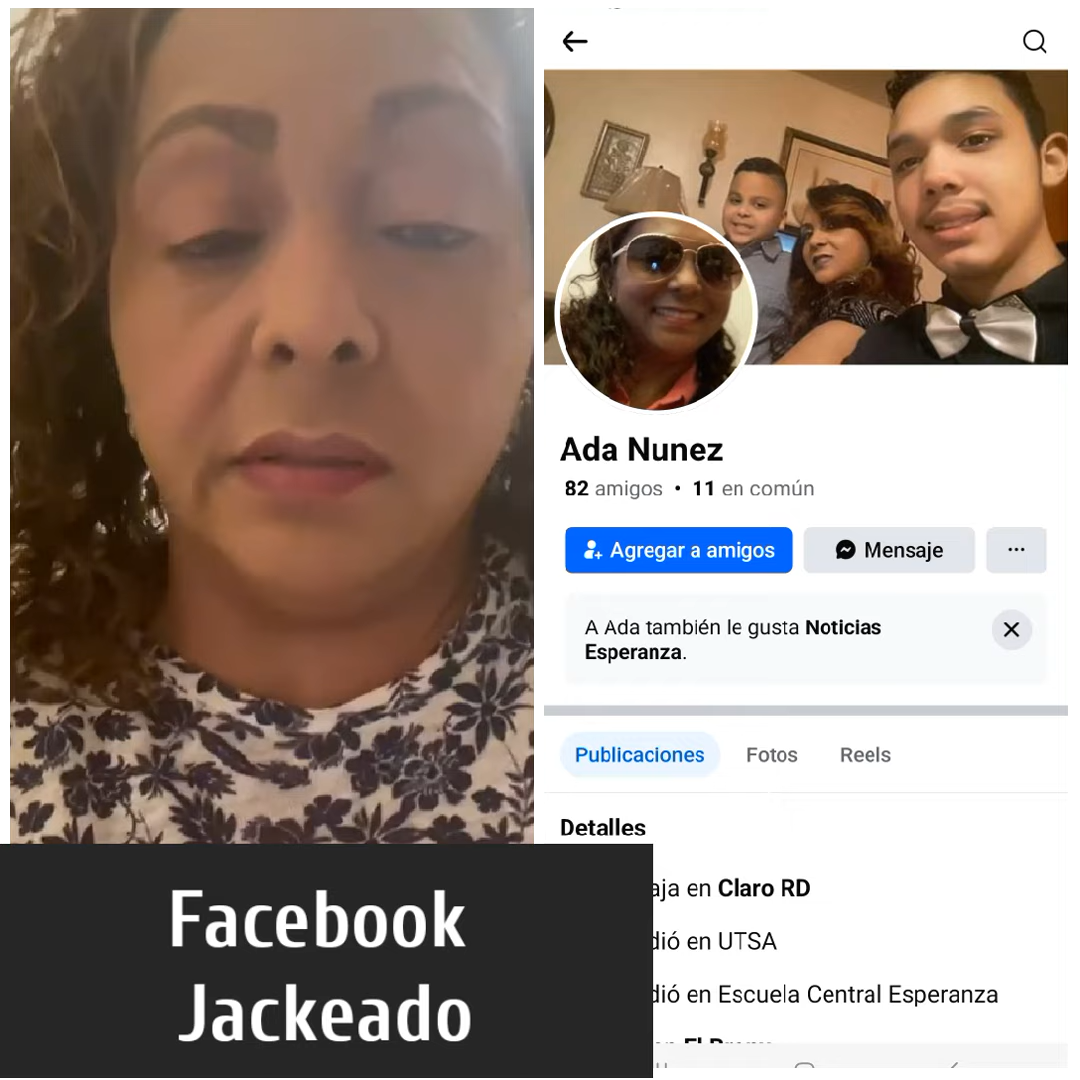 Ada Nunez
82 amigos • 11 en común
Agregar a amigos
Mensaje
A Ada también le gusta Noticias
Esperanza.
Publicaciones
Fotos
Reels
Detalles
aja en Claro RD
dió en UTSA
dió en Escuela Central Esperanza
Facebook
Jackeado